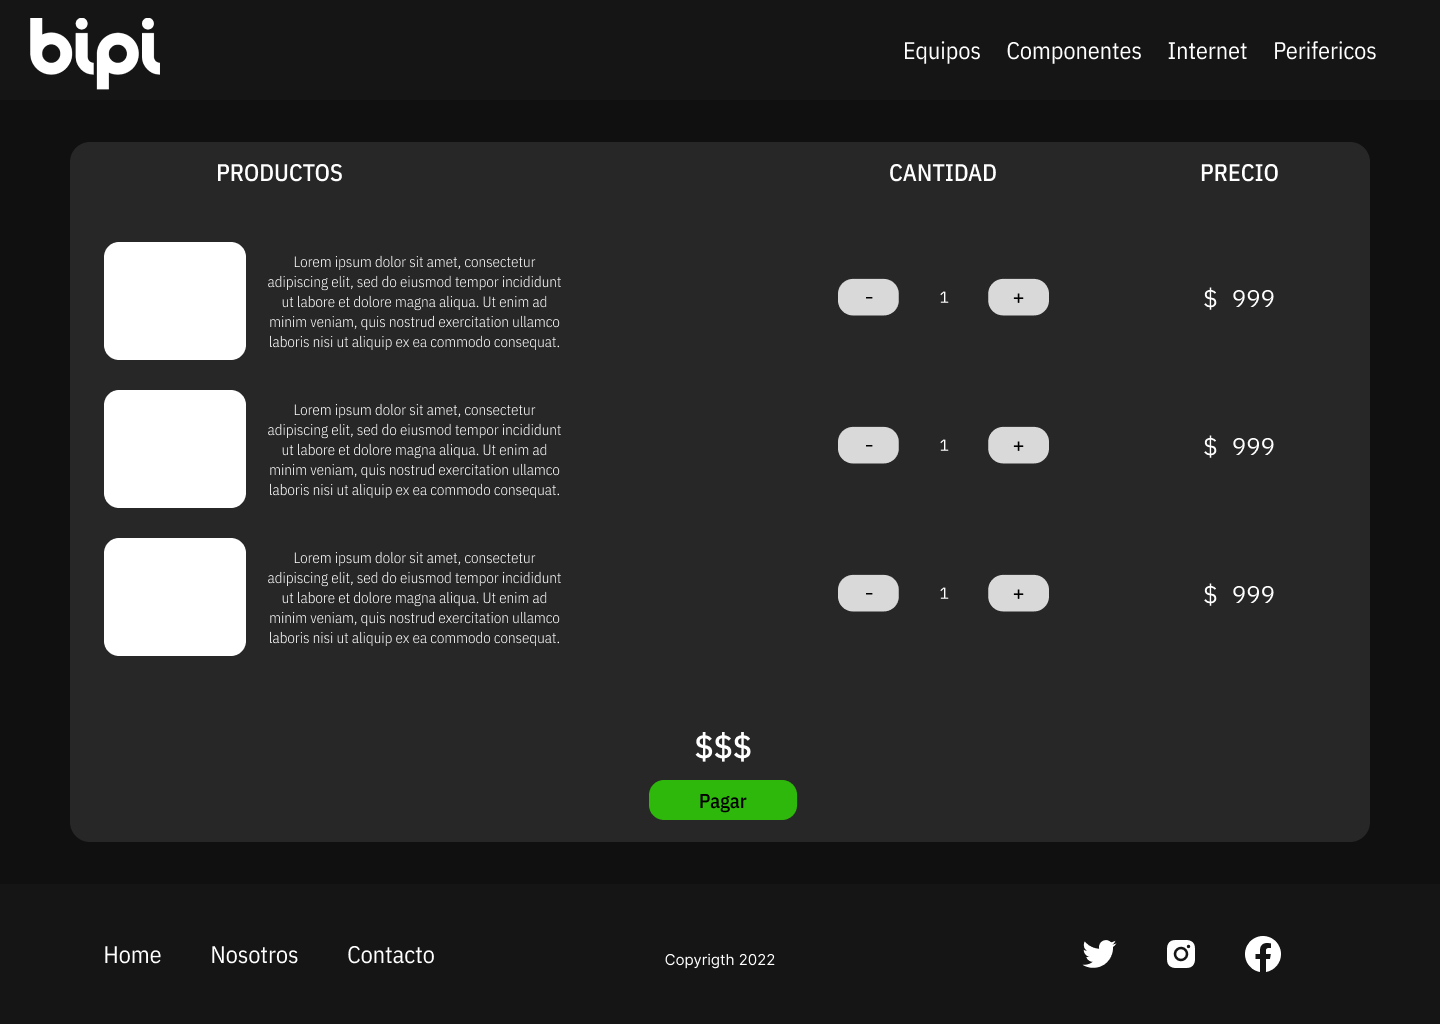 bipi
Equipos Componentes Internet Perifericos
PRODUCTOS CANTIDAD PRECIO
Lorem ipsum dolor sit amet, consectetur
adipiscing elit, sed do eiusmod tempor incididunt
ut labore et dolore magna aliqua. Ut enim ad
minim veniam, quis nostrud exercitation ullamco
laboris nisi ut aliquip ex ea commodo consequat.
- 1 + $ 999
Lorem ipsum dolor sit amet, consectetur
adipiscing elit, sed do eiusmod tempor incididunt
ut labore et dolore magna aliqua. Ut enim ad
minim veniam, quis nostrud exercitation ullamco
laboris nisi ut aliquip ex ea commodo consequat.
- 1 + $ 999
Lorem ipsum dolor sit amet, consectetur
adipiscing elit, sed do eiusmod tempor incididunt
ut labore et dolore magna aliqua. Ut enim ad
minim veniam, quis nostrud exercitation ullamco
laboris nisi ut aliquip ex ea commodo consequat.
- 1 + $ 999
$$$
Pagar
Home Nosotros Contacto Copyrigth 2022